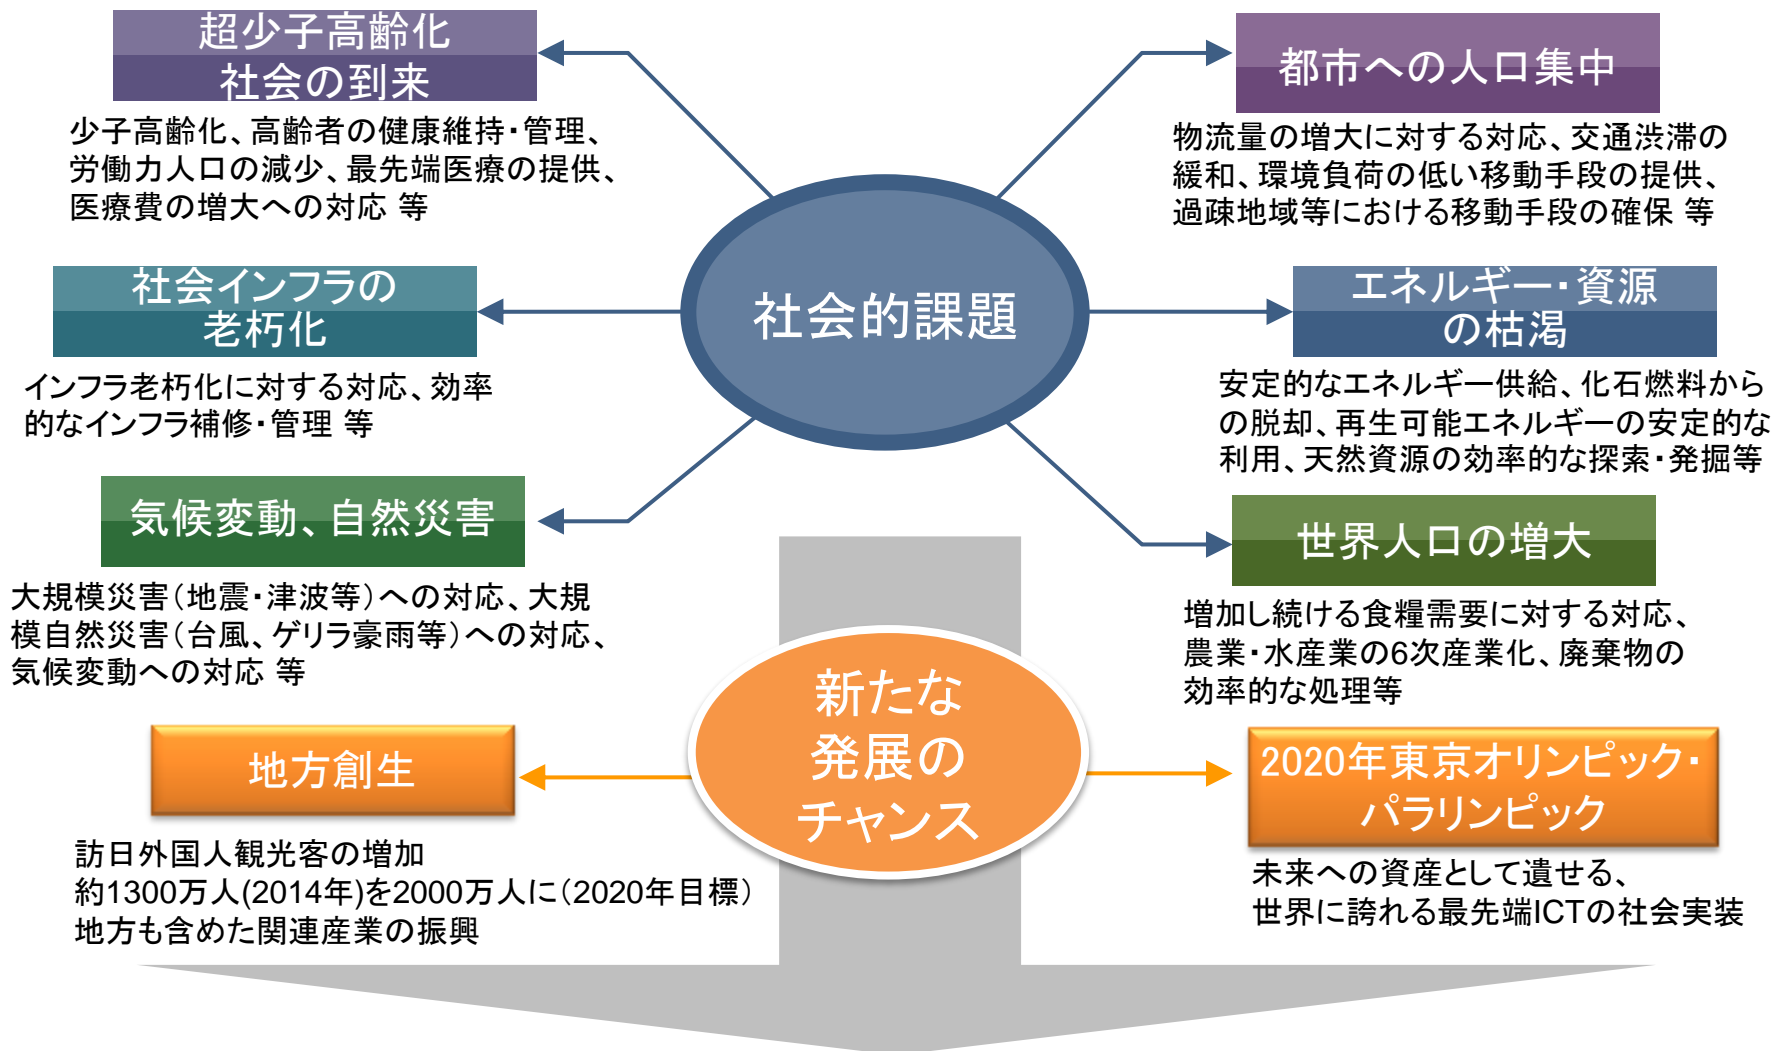 超少子高齢化
社会の到来
少子高齢化、高齢者の健康維持・管理、
労働力人口の減少、最先端医療の提供、
医療費の増大への対応 等
都市への人口集中
物流量の増大に対する対応、交通渋滞の
緩和、環境負荷の低い移動手段の提供、
過疎地域等における移動手段の確保 等
社会的課題
社会インフラの
老朽化
インフラ老朽化に対する対応、効率
的なインフラ補修・管理 等
エネルギー・資源
の枯渇
安定的なエネルギー供給、化石燃料から
の脱却、再生可能エネルギーの安定的な
利用、天然資源の効率的な探索・発掘等
気候変動、自然災害
大規模災害（地震・津波等）への対応、大規
模自然災害（台風、ゲリラ豪雨等）への対応、
気候変動への対応 等
世界人口の増大
増加し続ける食糧需要に対する対応、
農業・水産業の6次産業化、廃棄物の
効率的な処理等
新たな
発展の
チャンス
地方創生
訪日外国人観光客の増加
約1300万人(2014年)を2000万人に（2020年目標）
地方も含めた関連産業の振興
2020年東京オリンピック・
パラリンピック
未来への資産として遺せる、
世界に誇れる最先端ICTの社会実装